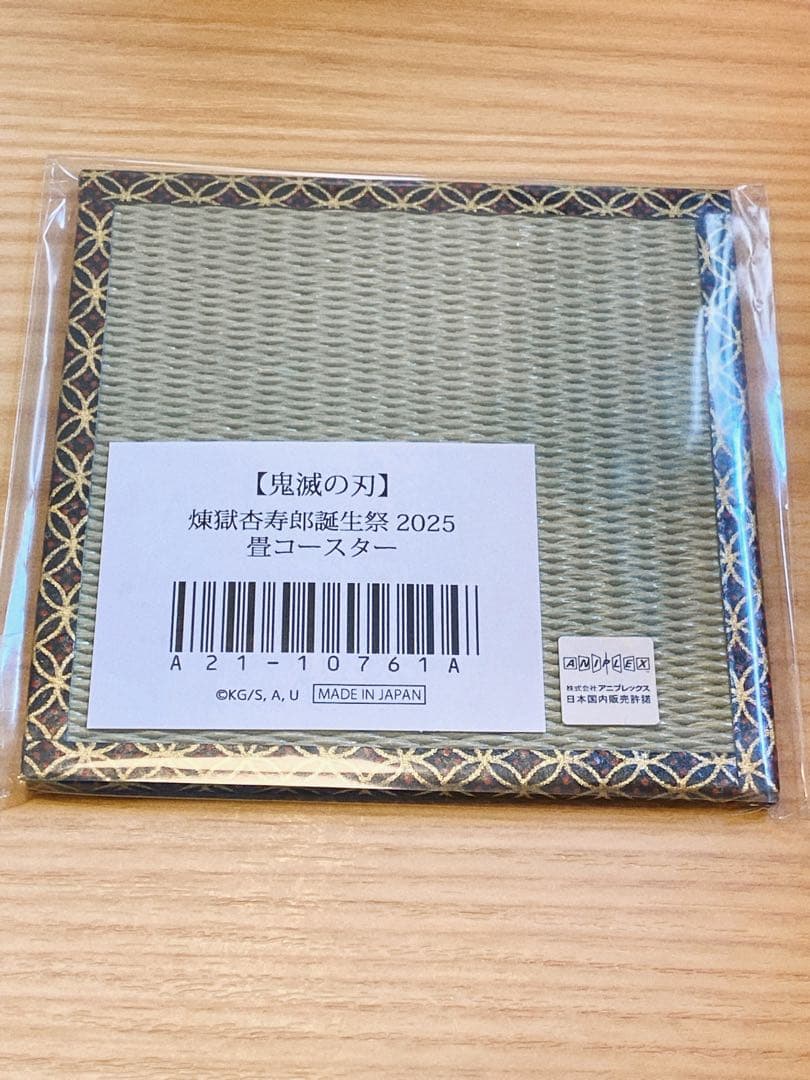 【鬼滅の刃】
煉獄杏寿郎誕生祭 2025
畳コースター
A21-10761A
©KG/S, A, U
MADE IN JAPAN
ANIPLEX
株式会社アニプレックス
日本国内販売許諾